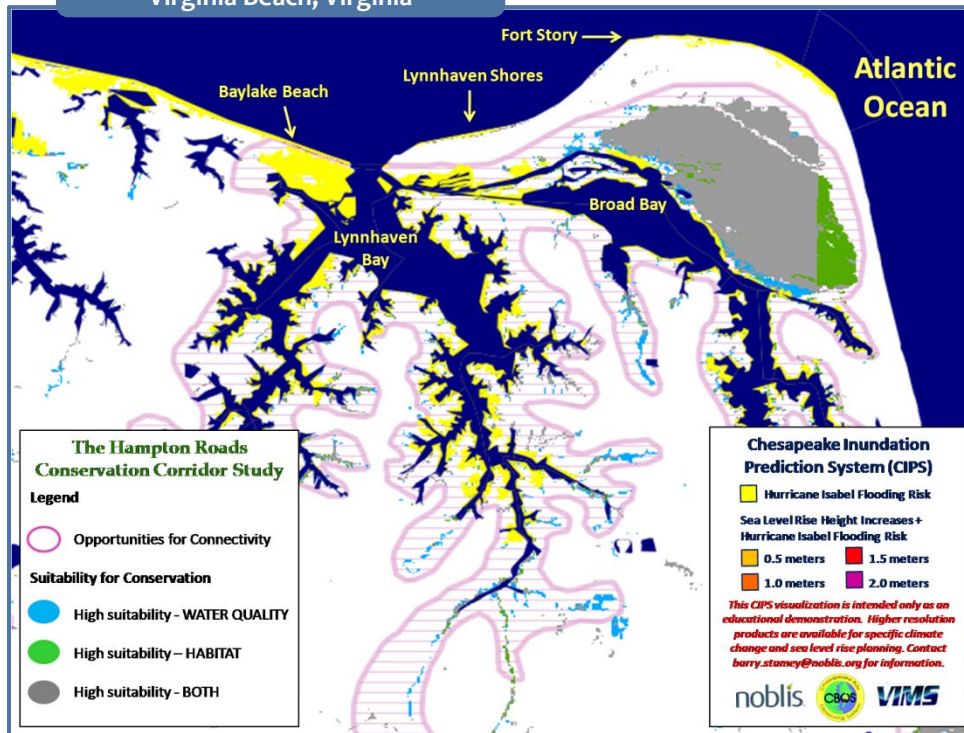 Virginia Beach, Virginia
Fort Story
Atlantic
Ocean
Lynnhaven Shores
Baylake Beach
Broad Bay
Lynnhaven
Bay
The Hampton Roads
Conservation Corridor Study
Legend
Opportunities for Connectivity
Suitability for Conservation
High suitability - WATER QUALITY
High suitability – HABITAT
High suitability - BOTH
Chesapeake Inundation
Prediction System (CIPS)
Hurricane Isabel Flooding Risk
Sea Level Rise Height Increases +
Hurricane Isabel Flooding Risk
0.5 meters
1.5 meters
1.0 meters
2.0 meters
This CIPS visualization is intended only as an
educational demonstration. Higher resolution
products are available for specific climate
change and sea level rise planning. Contact
barry.stamey@noblis.org for information.
noblis
CBOS
VIMS